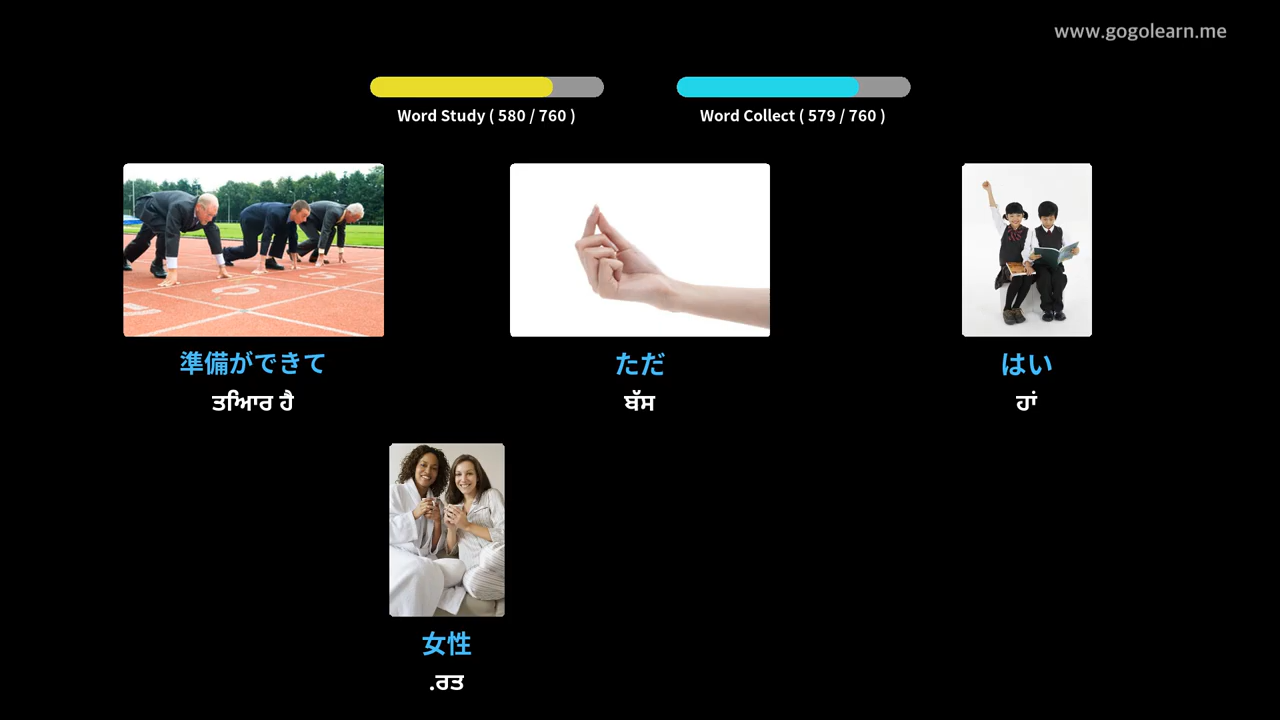 www.gogolearn.me
Word Study ( 580 / 760 )
Word Collect ( 579 / 760 )
準備ができて
ਤਿਆਰ ਹੈ
ただ
ਬੱਸ
はい
ਹਾਂ
女性
.ਰਤ